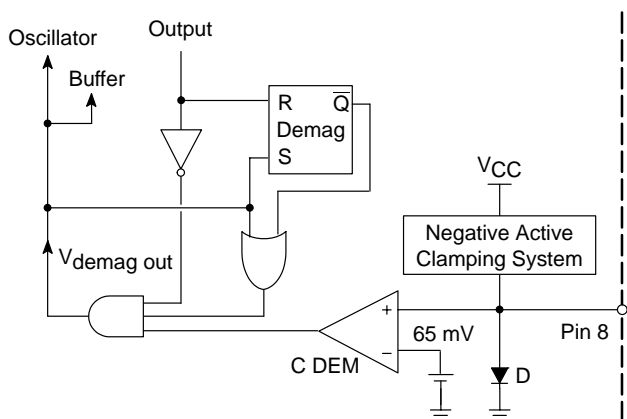 Oscillator
Output
Buffer
R Q
Demag
S
VCC
Negative Active
Clamping System
Vdemag out
65 mV
Pin 8
+
−
C DEM
D